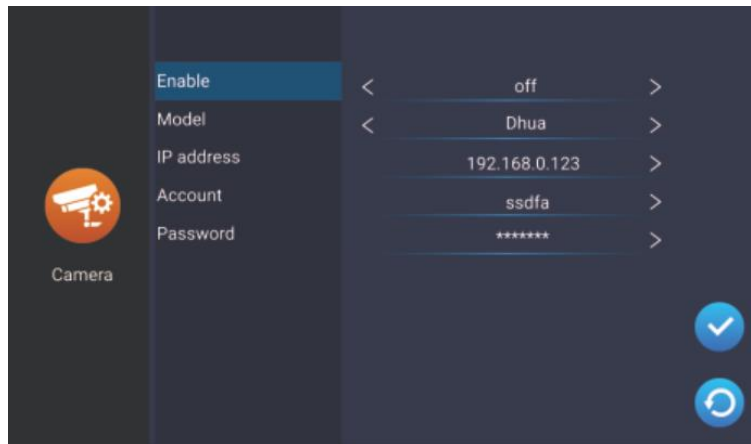 Enable < off >
Model < Dhua >
IP address 192.168.0.123 >
Account ssdfa >
Password ******* >
Camera